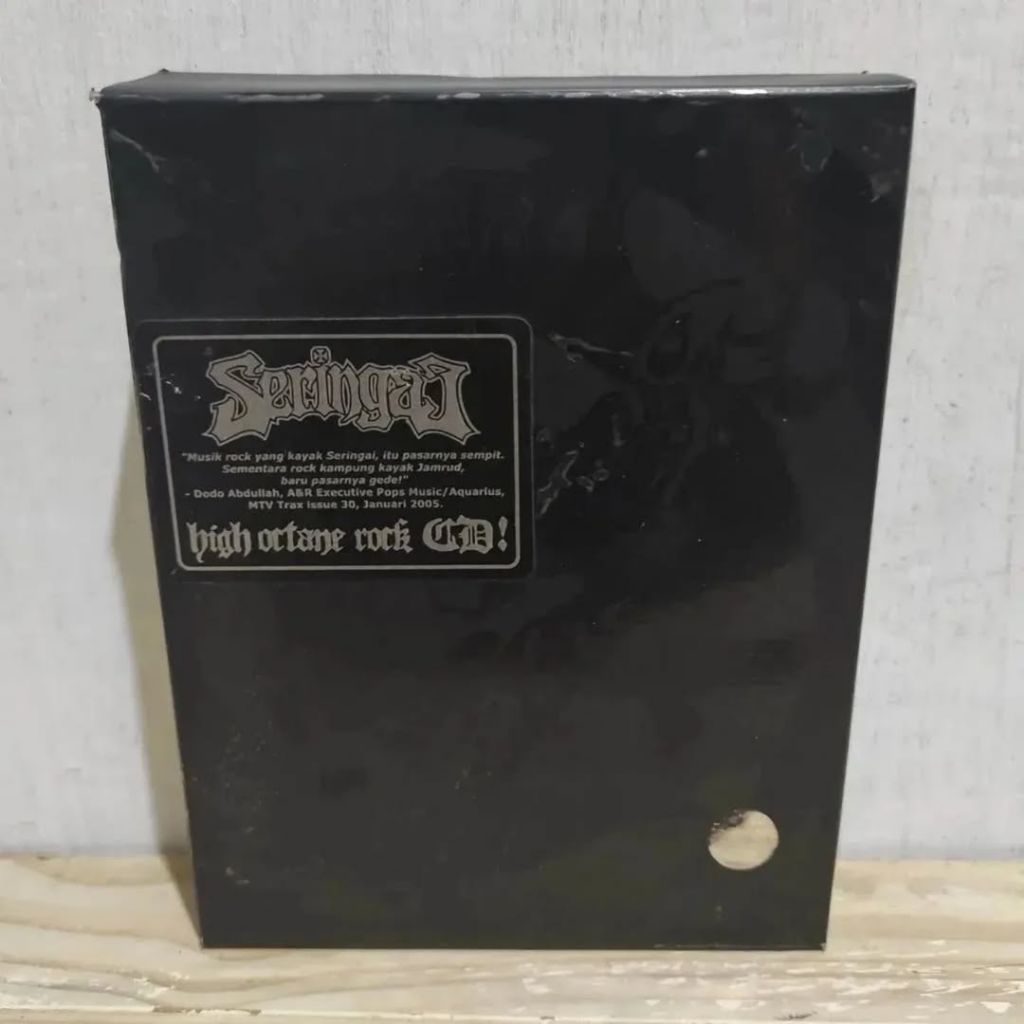 Seringai
"Musik rock yang kayak Seringai, itu pasarnya sempit.
Sementara rock kampung kayak Jamrud,
baru pasarnya gede!"
- Dodo Abdullah, A&R Executive Pops Music/Aquarius,
MTV Trax issue 30, Januari 2005.
high octane rock CD!